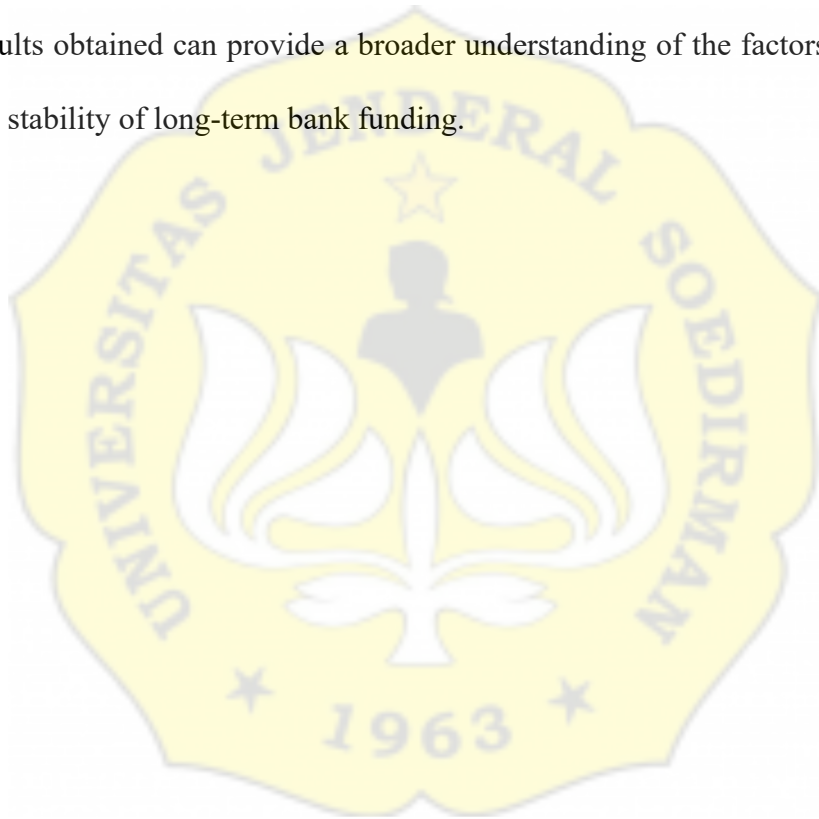 ults obtained can provide a broader understanding of the factors
stability of long-term bank funding.
UNIVERSITAS JENDERAL SOEDIRMAN
1963